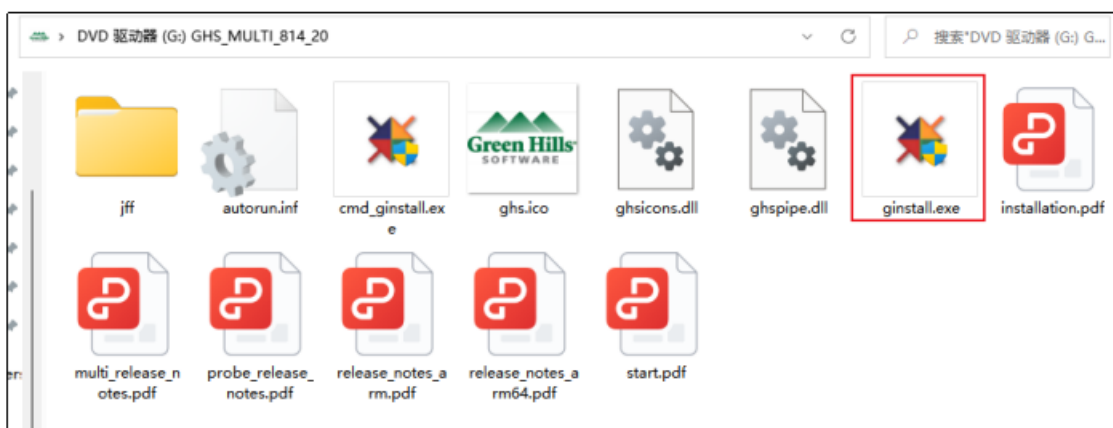 DVD 驱动器 (G:) GHS_MULTI_814_20
搜索"DVD 驱动器 (G:) G...
Green Hills
SOFTWARE
jff
autorun.inf
cmd_ginstall.ex
e
ghs.ico
ghsicons.dll
ghspipe.dll
ginstall.exe
installation.pdf
multi_release_n
otes.pdf
probe_release_
notes.pdf
release_notes_a
rm.pdf
release_notes_a
rm64.pdf
start.pdf